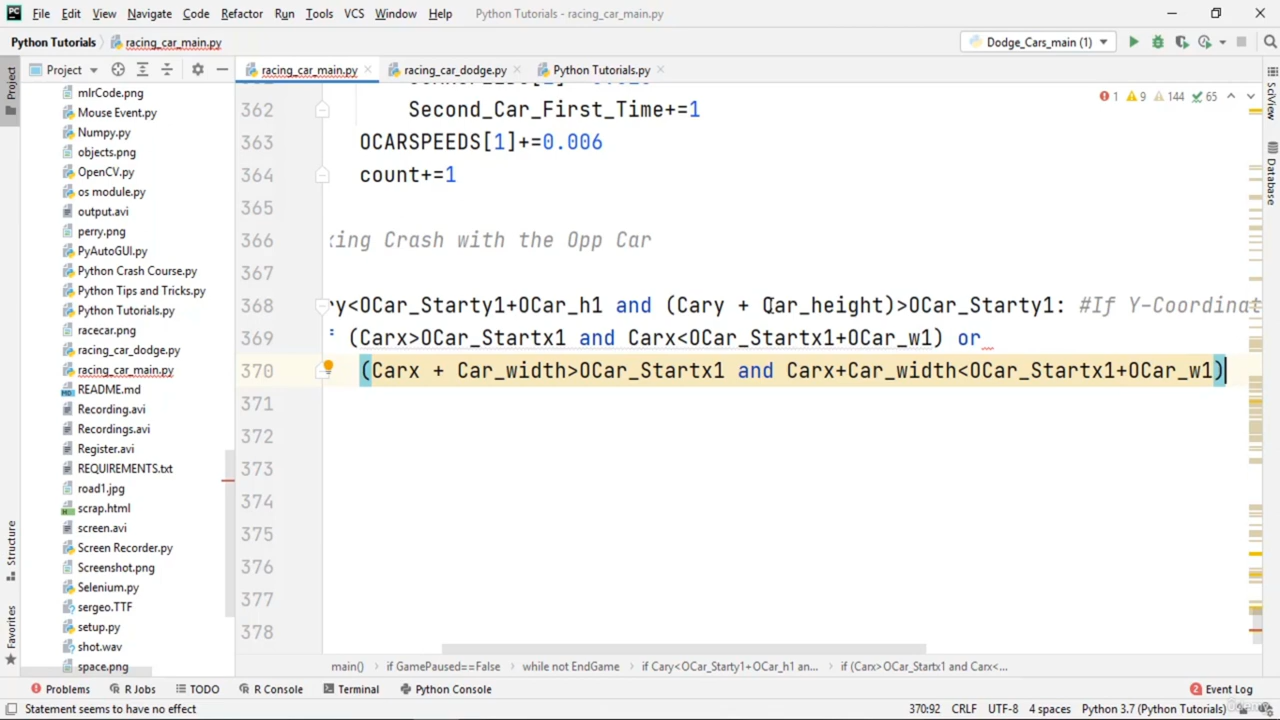 PC File Edit View Navigate Code Refactor Run Tools VCS Window Help Python Tutorials - racing_car_main.py
Python Tutorials racing_car_main.py Dodge_Cars_main (1)
Project racing_car_main.py racing_car_dodge.py Python Tutorials.py
Project
Structure
Favorites
SciView
Database
1 9 144 65
mlrCode.png
Mouse Event.py
Numpy.py
objects.png
OpenCV.py
os module.py
output.avi
perry.png
PyAutoGUI.py
Python Crash Course.py
Python Tips and Tricks.py
Python Tutorials.py
racecar.png
racing_car_dodge.py
racing_car_main.py
README.md
Recording.avi
Recordings.avi
Register.avi
REQUIREMENTS.txt
road1.jpg
scrap.html
screen.avi
Screen Recorder.py
Screenshot.png
Selenium.py
sergeo.TTF
setup.py
shot.wav
space.png
362 Second_Car_First_Time+=1
363 OCARSPEEDS[1]+=0.006
364 count+=1
365
366 king Crash with the Opp Car
367
368 ry<OCar_Starty1+OCar_h1 and (Cary + Car_height)>OCar_Starty1: #If Y-Coordinat
369 f (Carx>OCar_Startx1 and Carx<OCar_Startx1+OCar_w1) or
370 (Carx + Car_width>OCar_Startx1 and Carx+Car_width<OCar_Startx1+OCar_w1)
371
372
373
374
375
376
377
378
main() if GamePaused==False while not EndGame if Cary<OCar_Starty1+OCar_h1 an... if (Carx>OCar_Startx1 and Carx<...
Problems R Jobs TODO R Console Terminal Python Console 2 Event Log
Statement seems to have no effect 370:92 CRLF UTF-8 4 spaces Python 3.7 (Python Tutorials)